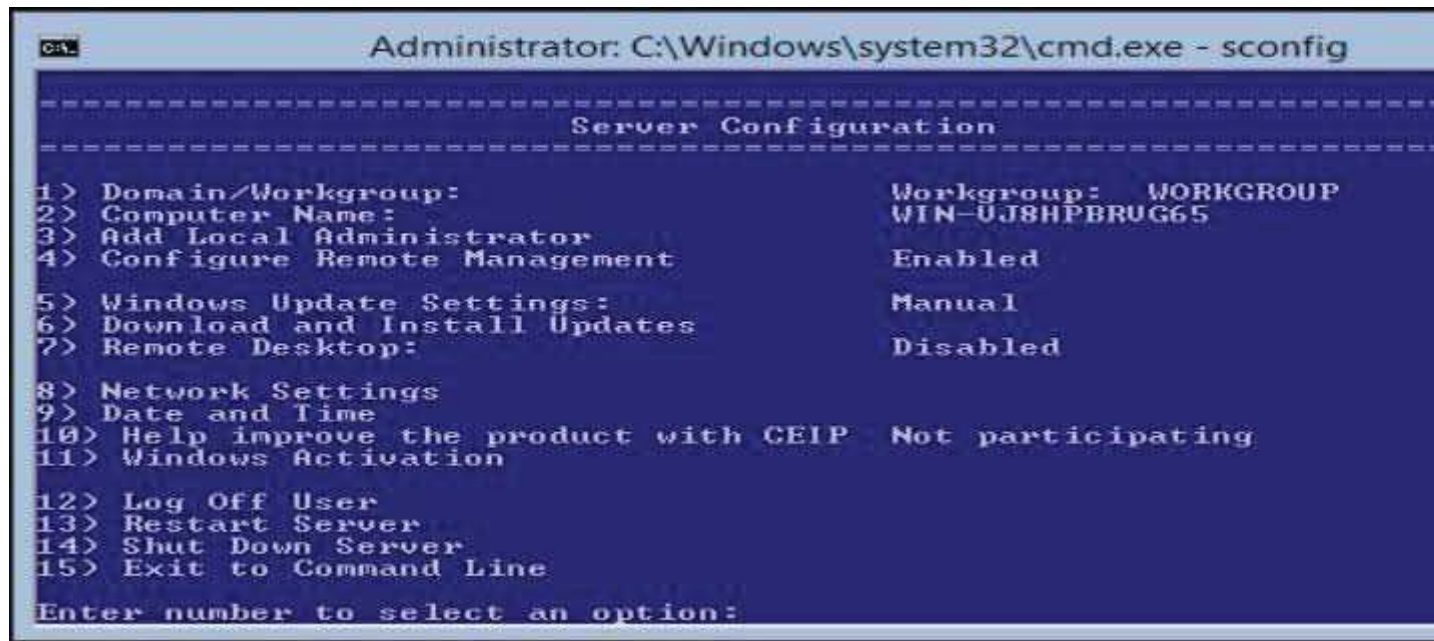 Administrator: C:\Windows\system32\cmd.exe - sconfig
Server Configuration
1) Domain/Workgroup: Workgroup: WORKGROUP
2) Computer Name: WIN-UJ8HPBRUG65
3) Add Local Administrator
4) Configure Remote Management Enabled
5) Windows Update Settings: Manual
6) Download and Install Updates
7) Remote Desktop: Disabled
8) Network Settings
9) Date and Time
10) Help improve the product with CEIP Not participating
11) Windows Activation
12) Log Off User
13) Restart Server
14) Shut Down Server
15) Exit to Command Line
Enter number to select an option: